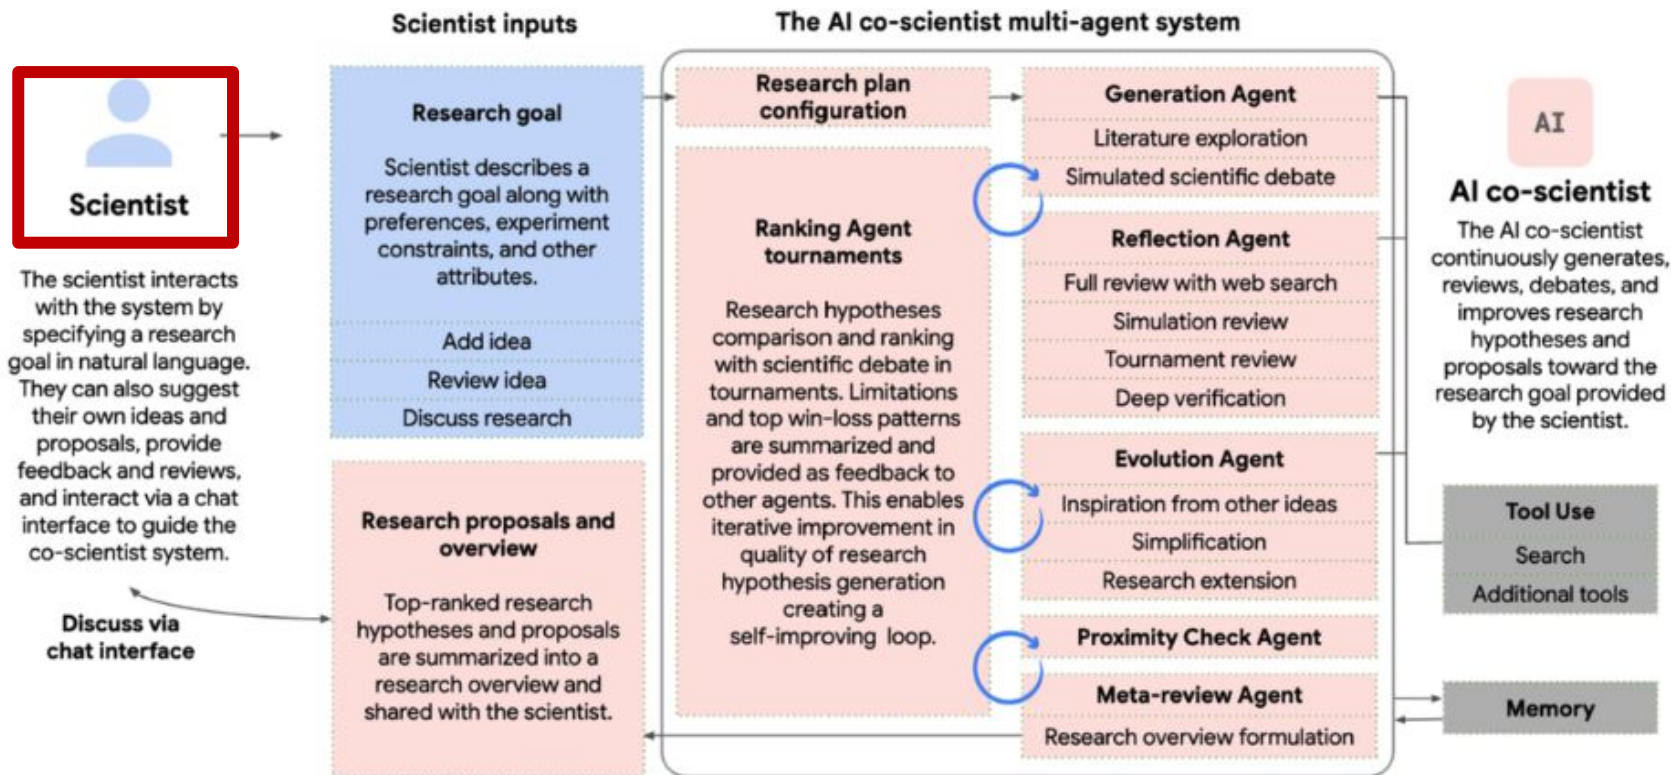 Scientist inputs
The AI co-scientist multi-agent system
Scientist
The scientist interacts
with the system by
specifying a research
goal in natural language.
They can also suggest
their own ideas and
proposals, provide
feedback and reviews,
and interact via a chat
interface to guide the
co-scientist system.
Discuss via
chat interface
Research goal
Scientist describes a
research goal along with
preferences, experiment
constraints, and other
attributes.
Add idea
Review idea
Discuss research
Research proposals and
overview
Top-ranked research
hypotheses and proposals
are summarized into a
research overview and
shared with the scientist.
Research plan
configuration
Ranking Agent
tournaments
Research hypotheses
comparison and ranking
with scientific debate in
tournaments. Limitations
and top win-loss patterns
are summarized and
provided as feedback to
other agents. This enables
iterative improvement in
quality of research
hypothesis generation
creating a
self-improving loop.
Generation Agent
Literature exploration
Simulated scientific debate
Reflection Agent
Full review with web search
Simulation review
Tournament review
Deep verification
Evolution Agent
Inspiration from other ideas
Simplification
Research extension
Proximity Check Agent
Meta-review Agent
Research overview formulation
AI
AI co-scientist
The AI co-scientist
continuously generates,
reviews, debates, and
improves research
hypotheses and
proposals toward the
research goal provided
by the scientist.
Tool Use
Search
Additional tools
Memory